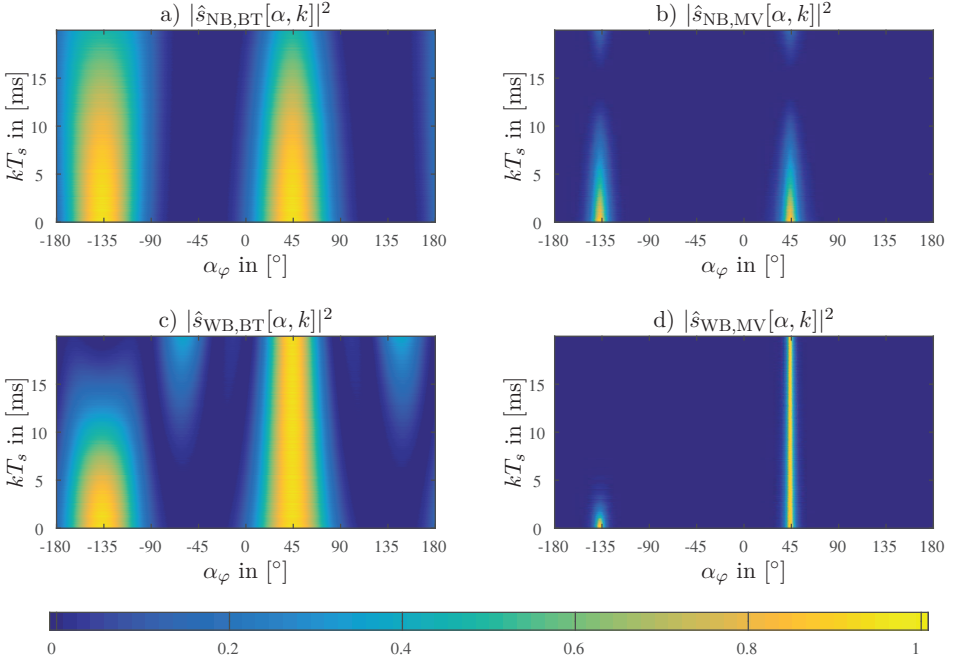 a) |ŝ_NB,BT[α, k]|²
b) |ŝ_NB,MV[α, k]|²
kT_s in [ms]
15
10
5
0
-180 -135 -90 -45 0 45 90 135 180
α_φ in [°]
kT_s in [ms]
15
10
5
0
-180 -135 -90 -45 0 45 90 135 180
α_φ in [°]
c) |ŝ_WB,BT[α, k]|²
d) |ŝ_WB,MV[α, k]|²
kT_s in [ms]
15
10
5
0
-180 -135 -90 -45 0 45 90 135 180
α_φ in [°]
kT_s in [ms]
15
10
5
0
-180 -135 -90 -45 0 45 90 135 180
α_φ in [°]
0 0.2 0.4 0.6 0.8 1